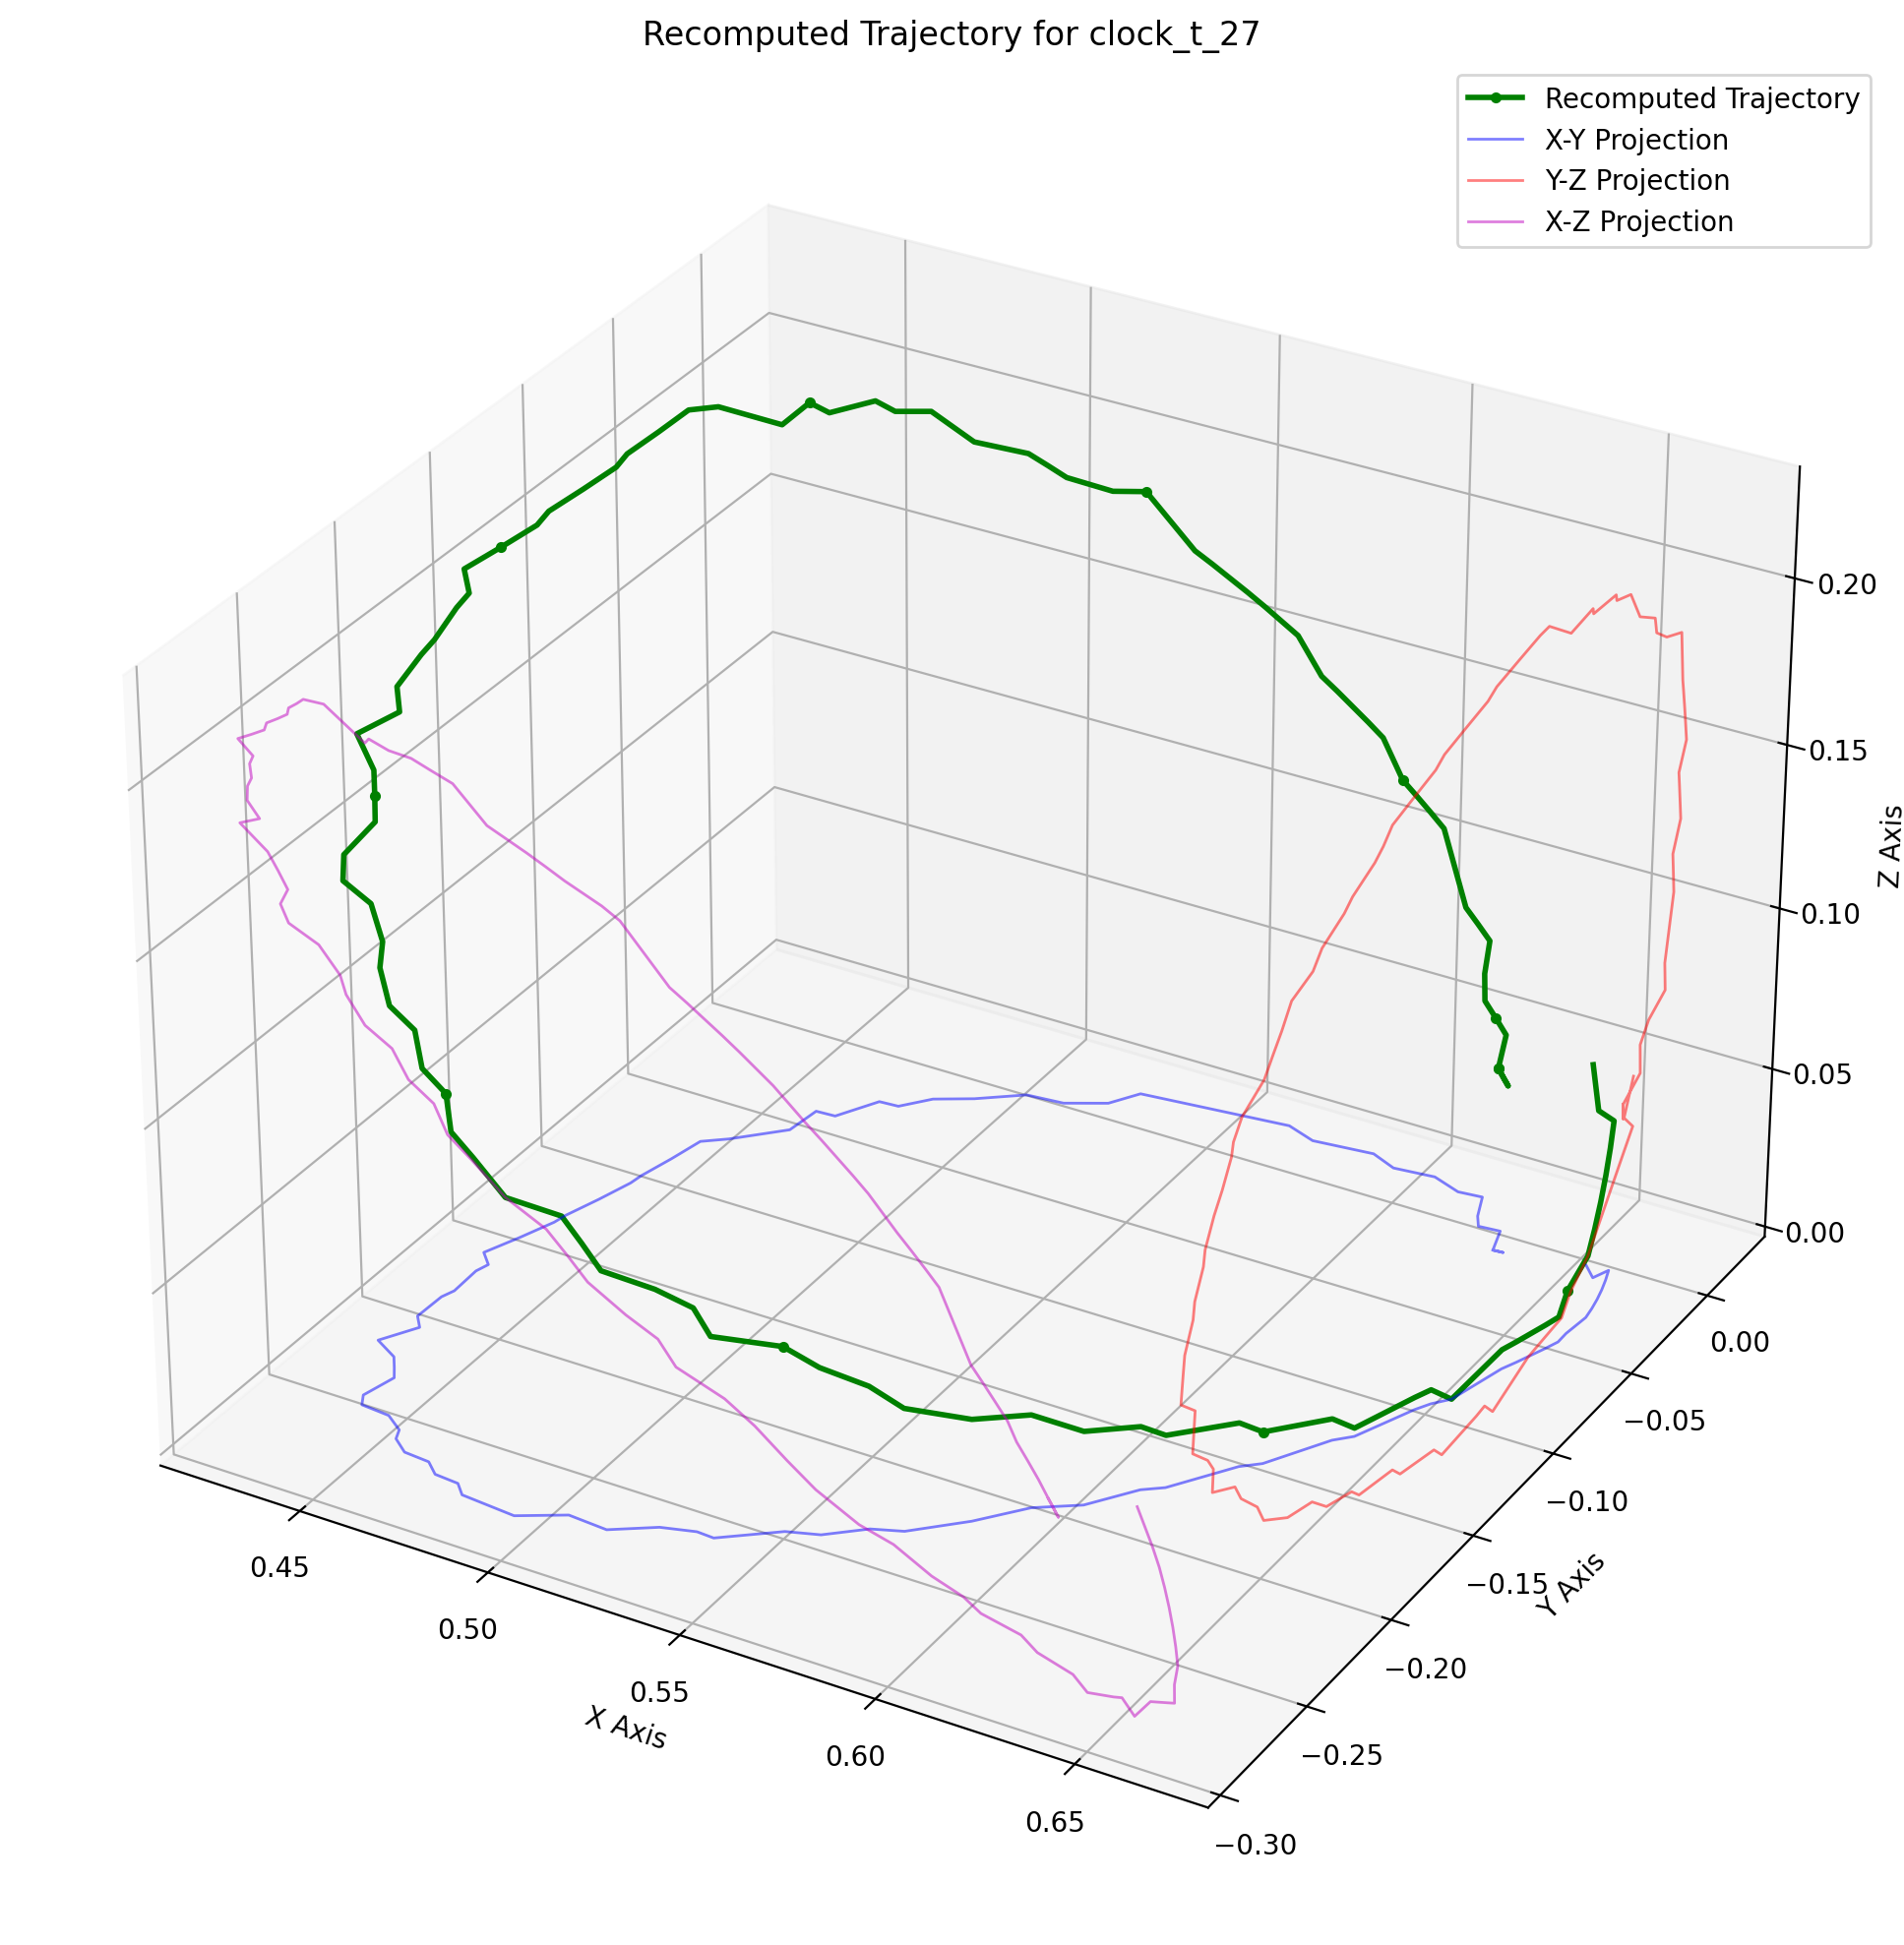 Recomputed Trajectory for clock_t_27
Recomputed Trajectory
X-Y Projection
Y-Z Projection
X-Z Projection
0.20
0.15
0.10
0.05
0.00
Z Axis
0.00
−0.05
−0.10
−0.15
−0.20
−0.25
−0.30
Y Axis
0.45
0.50
0.55
0.60
0.65
X Axis